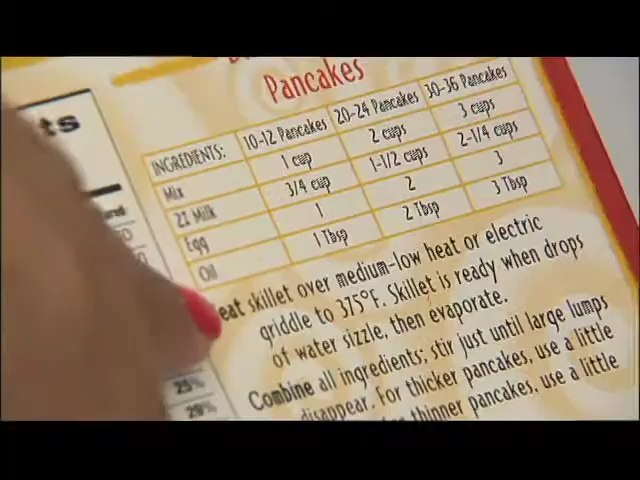 Pancakes
INGREDIENTS: 10-12 Pancakes 20-24 Pancakes 30-36 Pancakes
Mix 1 cup 2 cups 3 cups
2% Milk 3/4 cup 1-1/2 cups 2-1/4 cups
Egg 1 2 3
Oil 1 Tbsp 2 Tbsp 3 Tbsp
eat skillet over medium-low heat or electric
griddle to 375°F. Skillet is ready when drops
of water sizzle, then evaporate.
Combine all ingredients; stir just until large lumps
disappear. For thicker pancakes, use a little
thinner pancakes, use a little
ts
25%